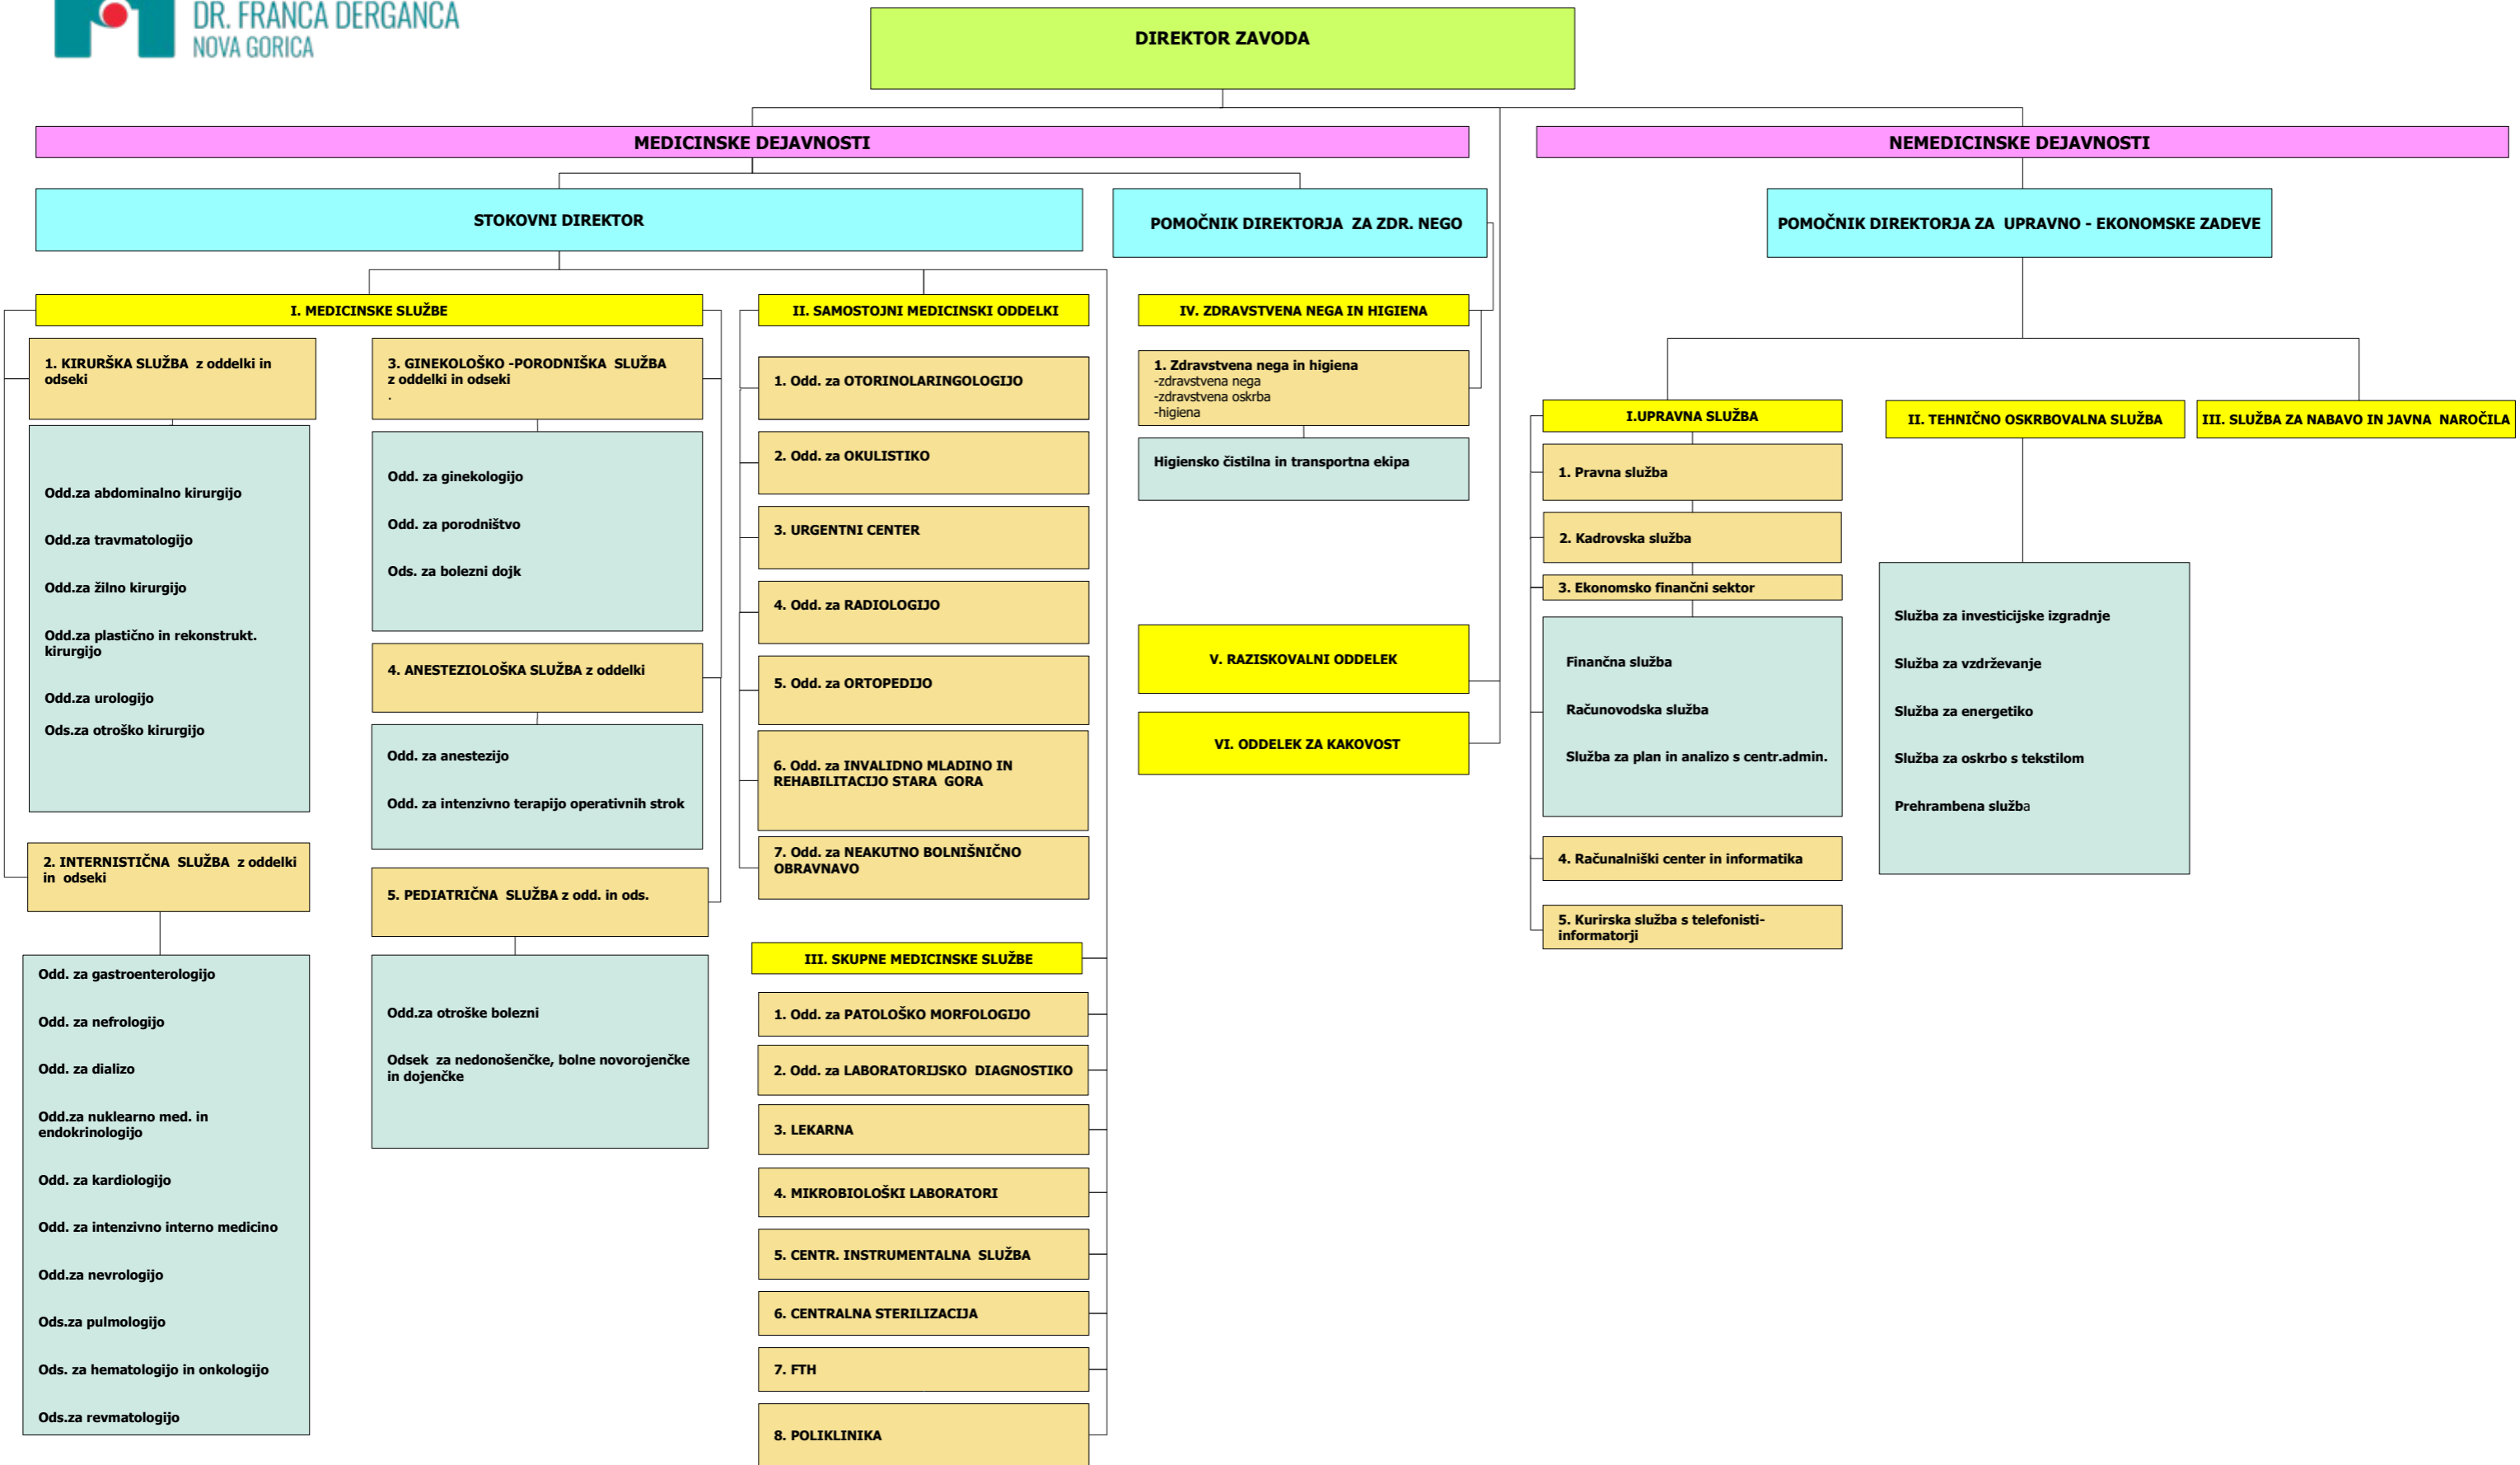 DR. FRANCA DERGANCA
NOVA GORICA
DIREKTOR ZAVODA
MEDICINSKE DEJAVNOSTI
NEMEDICINSKE DEJAVNOSTI
STOKOVNI DIREKTOR
POMOČNIK DIREKTORJA  ZA ZDR. NEGO
POMOČNIK DIREKTORJA ZA  UPRAVNO - EKONOMSKE ZADEVE
I. MEDICINSKE SLUŽBE
1. KIRURŠKA SLUŽBA  z oddelki in
odseki
Odd.za abdominalno kirurgijo
Odd.za travmatologijo
Odd.za žilno kirurgijo
Odd.za plastično in rekonstrukt.
kirurgijo
Odd.za urologijo
Ods.za otroško kirurgijo
2. INTERNISTIČNA  SLUŽBA  z oddelki
in  odseki
Odd. za gastroenterologijo
Odd. za nefrologijo
Odd. za dializo
Odd.za nuklearno med. in
endokrinologijo
Odd. za kardiologijo
Odd. za intenzivno interno medicino
Odd.za nevrologijo
Ods.za pulmologijo
Ods. za hematologijo in onkologijo
Ods.za revmatologijo
3. GINEKOLOŠKO -PORODNIŠKA  SLUŽBA
z oddelki in odseki
.
Odd. za ginekologijo
Odd. za porodništvo
Ods. za bolezni dojk
4. ANESTEZIOLOŠKA SLUŽBA z oddelki
Odd. za anestezijo
Odd. za intenzivno terapijo operativnih strok
5. PEDIATRIČNA  SLUŽBA z odd. in ods.
Odd.za otroške bolezni
Odsek  za nedonošenčke, bolne novorojenčke
in dojenčke
II. SAMOSTOJNI MEDICINSKI ODDELKI
1. Odd. za OTORINOLARINGOLOGIJO
2. Odd. za OKULISTIKO
3. URGENTNI CENTER
4. Odd. za RADIOLOGIJO
5. Odd. za ORTOPEDIJO
6. Odd. za INVALIDNO MLADINO IN
REHABILITACIJO STARA  GORA
7. Odd. za NEAKUTNO BOLNIŠNIČNO
OBRAVNAVO
III. SKUPNE MEDICINSKE SLUŽBE
1. Odd. za PATOLOŠKO MORFOLOGIJO
2. Odd. za LABORATORIJSKO  DIAGNOSTIKO
3. LEKARNA
4. MIKROBIOLOŠKI LABORATORI
5. CENTR. INSTRUMENTALNA  SLUŽBA
6. CENTRALNA STERILIZACIJA
7. FTH
8. POLIKLINIKA
IV. ZDRAVSTVENA NEGA IN HIGIENA
1. Zdravstvena nega in higiena
-zdravstvena nega
-zdravstvena oskrba
-higiena
Higiensko čistilna in transportna ekipa
V. RAZISKOVALNI ODDELEK
VI. ODDELEK ZA KAKOVOST
I.UPRAVNA SLUŽBA
1. Pravna služba
2. Kadrovska služba
3. Ekonomsko finančni sektor
Finančna služba
Računovodska služba
Služba za plan in analizo s centr.admin.
4. Računalniški center in informatika
5. Kurirska služba s telefonisti-
informatorji
II. TEHNIČNO OSKRBOVALNA SLUŽBA
Služba za investicijske izgradnje
Služba za vzdrževanje
Služba za energetiko
Služba za oskrbo s tekstilom
Prehrambena služba
III. SLUŽBA ZA NABAVO IN JAVNA  NAROČILA